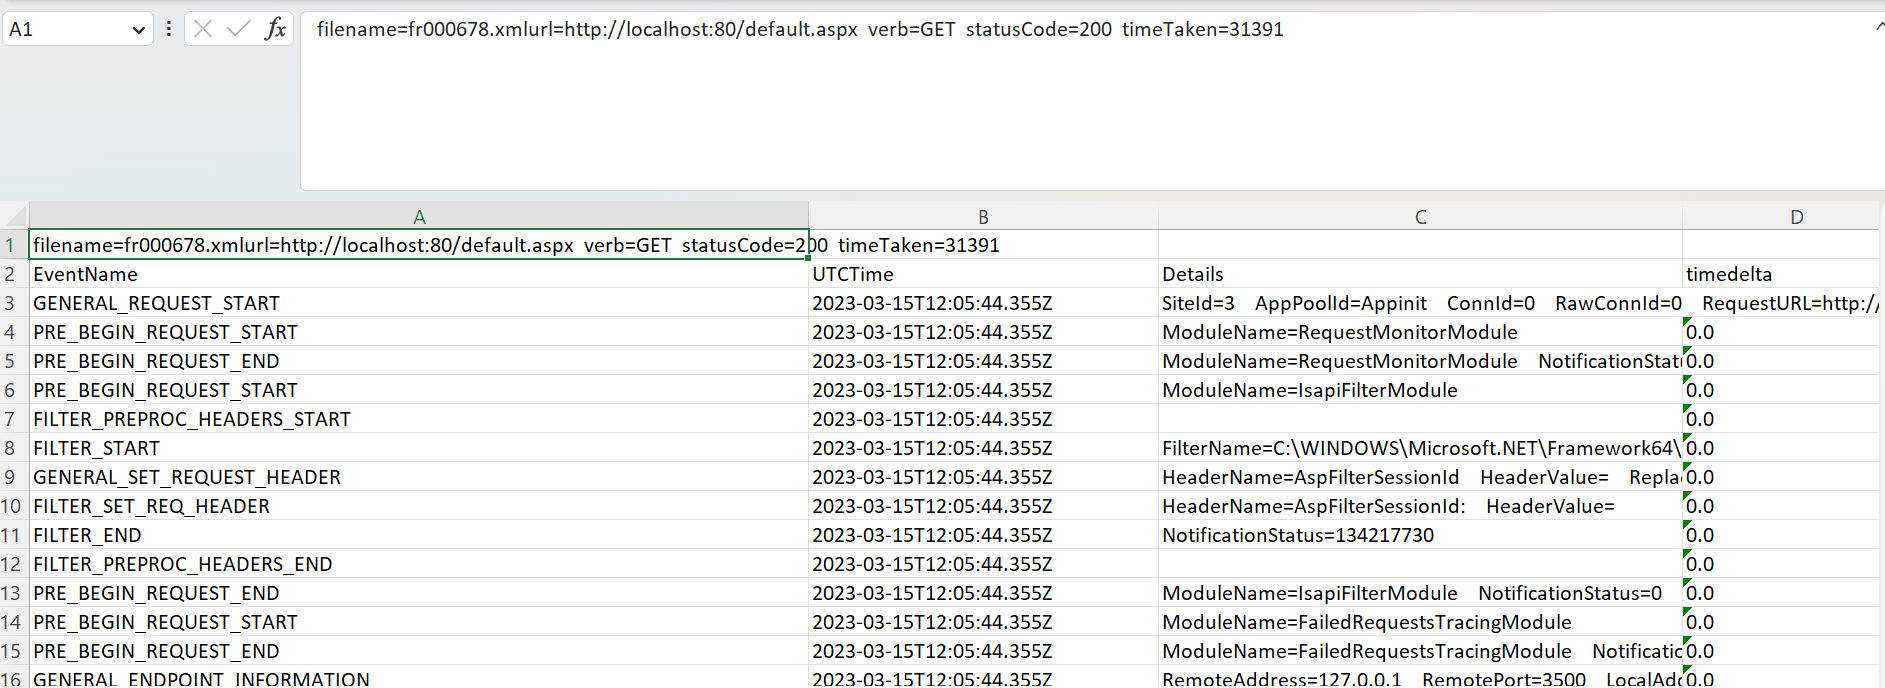 A1 fx filename=fr000678.xmlurl=http://localhost:80/default.aspx verb=GET statusCode=200 timeTaken=31391
A B C D
1 filename=fr000678.xmlurl=http://localhost:80/default.aspx verb=GET statusCode=200 timeTaken=31391
2 EventName UTCTime Details timedelta
3 GENERAL_REQUEST_START 2023-03-15T12:05:44.355Z SiteId=3 AppPoolId=Appinit ConnId=0 RawConnId=0 RequestURL=http:/
4 PRE_BEGIN_REQUEST_START 2023-03-15T12:05:44.355Z ModuleName=RequestMonitorModule 0.0
5 PRE_BEGIN_REQUEST_END 2023-03-15T12:05:44.355Z ModuleName=RequestMonitorModule NotificationStat 0.0
6 PRE_BEGIN_REQUEST_START 2023-03-15T12:05:44.355Z ModuleName=IsapiFilterModule 0.0
7 FILTER_PREPROC_HEADERS_START 2023-03-15T12:05:44.355Z 0.0
8 FILTER_START 2023-03-15T12:05:44.355Z FilterName=C:\WINDOWS\Microsoft.NET\Framework64\ 0.0
9 GENERAL_SET_REQUEST_HEADER 2023-03-15T12:05:44.355Z HeaderName=AspFilterSessionId HeaderValue= Repla 0.0
10 FILTER_SET_REQ_HEADER 2023-03-15T12:05:44.355Z HeaderName=AspFilterSessionId: HeaderValue= 0.0
11 FILTER_END 2023-03-15T12:05:44.355Z NotificationStatus=134217730 0.0
12 FILTER_PREPROC_HEADERS_END 2023-03-15T12:05:44.355Z 0.0
13 PRE_BEGIN_REQUEST_END 2023-03-15T12:05:44.355Z ModuleName=IsapiFilterModule NotificationStatus=0 0.0
14 PRE_BEGIN_REQUEST_START 2023-03-15T12:05:44.355Z ModuleName=FailedRequestsTracingModule 0.0
15 PRE_BEGIN_REQUEST_END 2023-03-15T12:05:44.355Z ModuleName=FailedRequestsTracingModule Notificatio 0.0
16 GENERAL_ENDPOINT_INFORMATION 2023-03-15T12:05:44.355Z RemoteAddress=127.0.0.1 RemotePort=3500 LocalAdd 0.0